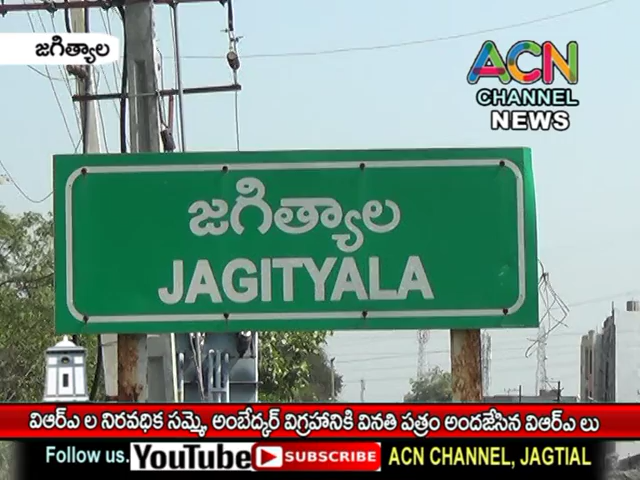 జగిత్యాల
ACN
CHANNEL
NEWS
జగిత్యాల
JAGITYALA
విఆర్ఎ ల నిరవధిక సమ్మె, అంబేద్కర్ విగ్రహానికి వినతి పత్రం అందజేసిన విఆర్ఎ లు
Follow us. YouTube SUBSCRIBE ACN CHANNEL, JAGTIAL